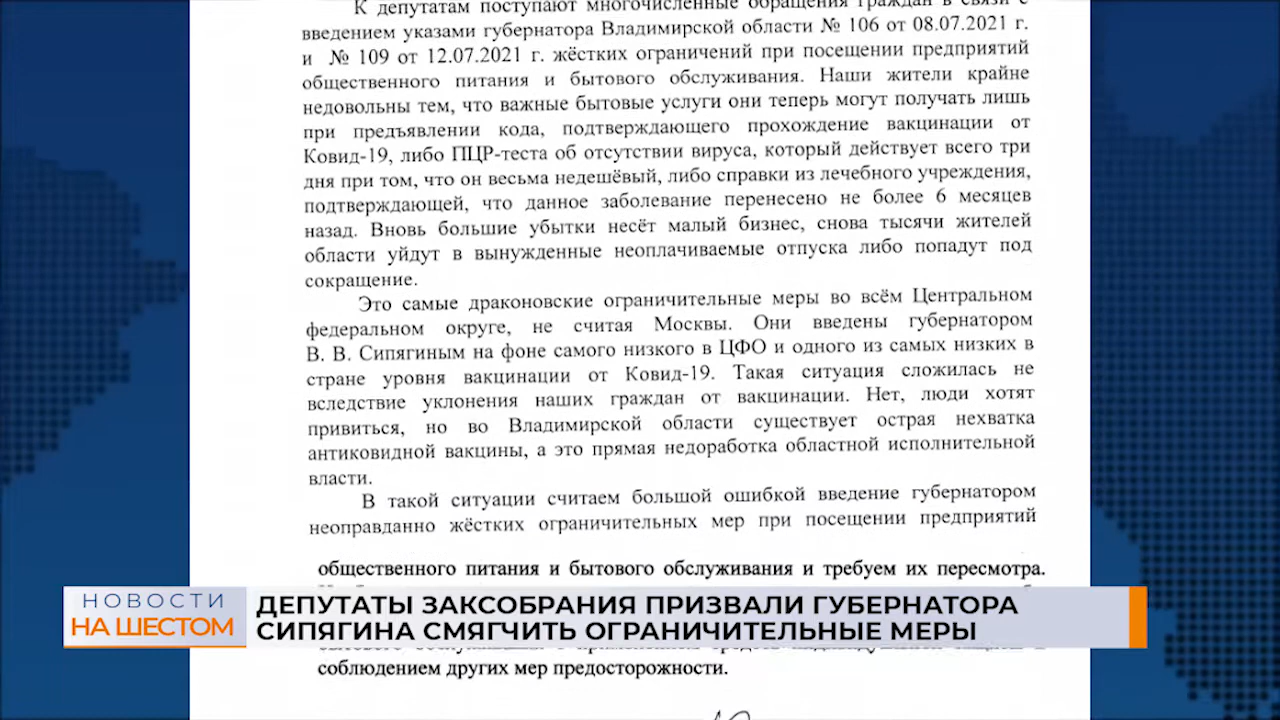 К депутатам поступают многочисленные обращения граждан в связи с
введением указами губернатора Владимирской области № 106 от 08.07.2021 г.
и № 109 от 12.07.2021 г. жёстких ограничений при посещении предприятий
общественного питания и бытового обслуживания. Наши жители крайне
недовольны тем, что важные бытовые услуги они теперь могут получать лишь
при предъявлении кода, подтверждающего прохождение вакцинации от
Ковид-19, либо ПЦР-теста об отсутствии вируса, который действует всего три
дня при том, что он весьма недешёвый, либо справки из лечебного учреждения,
подтверждающей, что данное заболевание перенесено не более 6 месяцев
назад. Вновь большие убытки несёт малый бизнес, снова тысячи жителей
области уйдут в вынужденные неоплачиваемые отпуска либо попадут под
сокращение.
Это самые драконовские ограничительные меры во всём Центральном
федеральном округе, не считая Москвы. Они введены губернатором
В. В. Сипягиным на фоне самого низкого в ЦФО и одного из самых низких в
стране уровня вакцинации от Ковид-19. Такая ситуация сложилась не
вследствие уклонения наших граждан от вакцинации. Нет, люди хотят
привиться, но во Владимирской области существует острая нехватка
антиковидной вакцины, а это прямая недоработка областной исполнительной
власти.
В такой ситуации считаем большой ошибкой введение губернатором
неоправданно жёстких ограничительных мер при посещении предприятий
общественного питания и бытового обслуживания и требуем их пересмотра.
НОВОСТИ
НА ШЕСТОМ
ДЕПУТАТЫ ЗАКСОБРАНИЯ ПРИЗВАЛИ ГУБЕРНАТОРА
СИПЯГИНА СМЯГЧИТЬ ОГРАНИЧИТЕЛЬНЫЕ МЕРЫ
соблюдением других мер предосторожности.